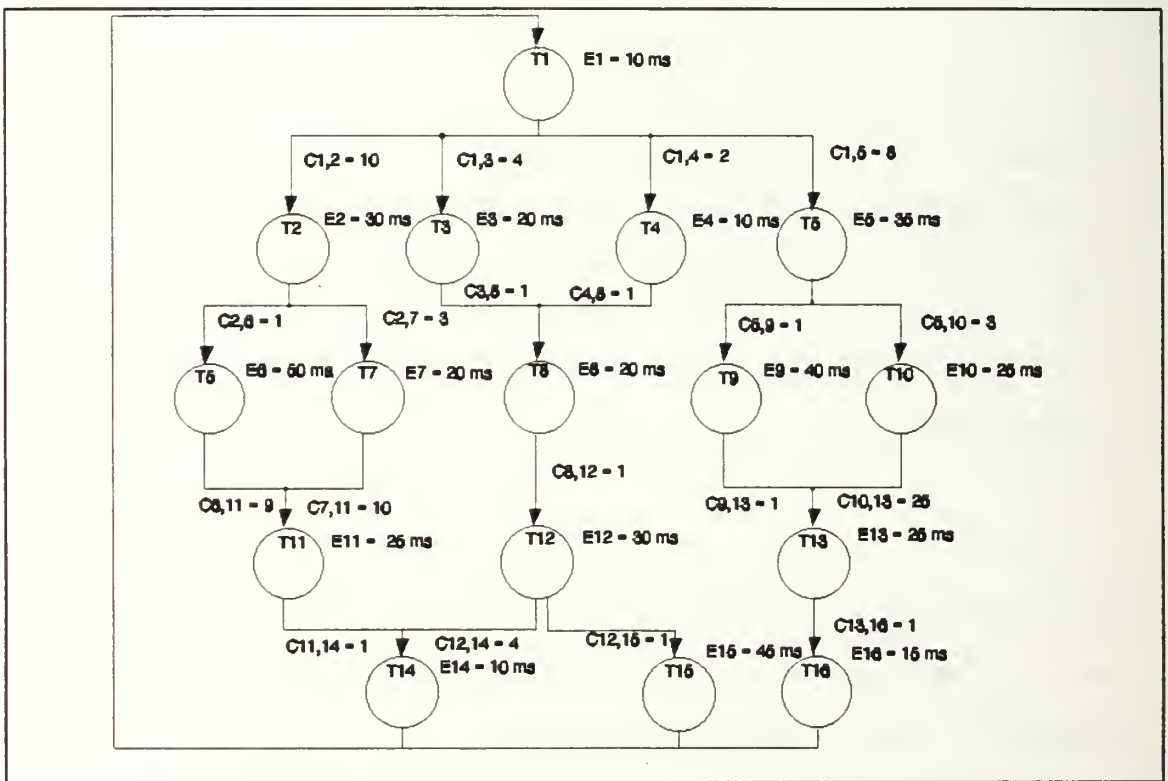 T1
E1 = 10 ms
C1,2 = 10
C1,3 = 4
C1,4 = 2
C1,5 = 8
T2
E2 = 30 ms
T3
E3 = 20 ms
T4
E4 = 10 ms
T5
E5 = 35 ms
C3,8 = 1
C4,8 = 1
C2,6 = 1
C2,7 = 3
C5,9 = 1
C5,10 = 3
T6
E6 = 50 ms
T7
E7 = 20 ms
T8
E8 = 20 ms
T9
E9 = 40 ms
T10
E10 = 25 ms
C8,12 = 1
C6,11 = 9
C7,11 = 10
C9,13 = 1
C10,13 = 25
T11
E11 = 25 ms
T12
E12 = 30 ms
T13
E13 = 25 ms
C11,14 = 1
C12,14 = 4
C12,15 = 1
C13,16 = 1
T14
E14 = 10 ms
T15
E15 = 45 ms
T16
E16 = 15 ms